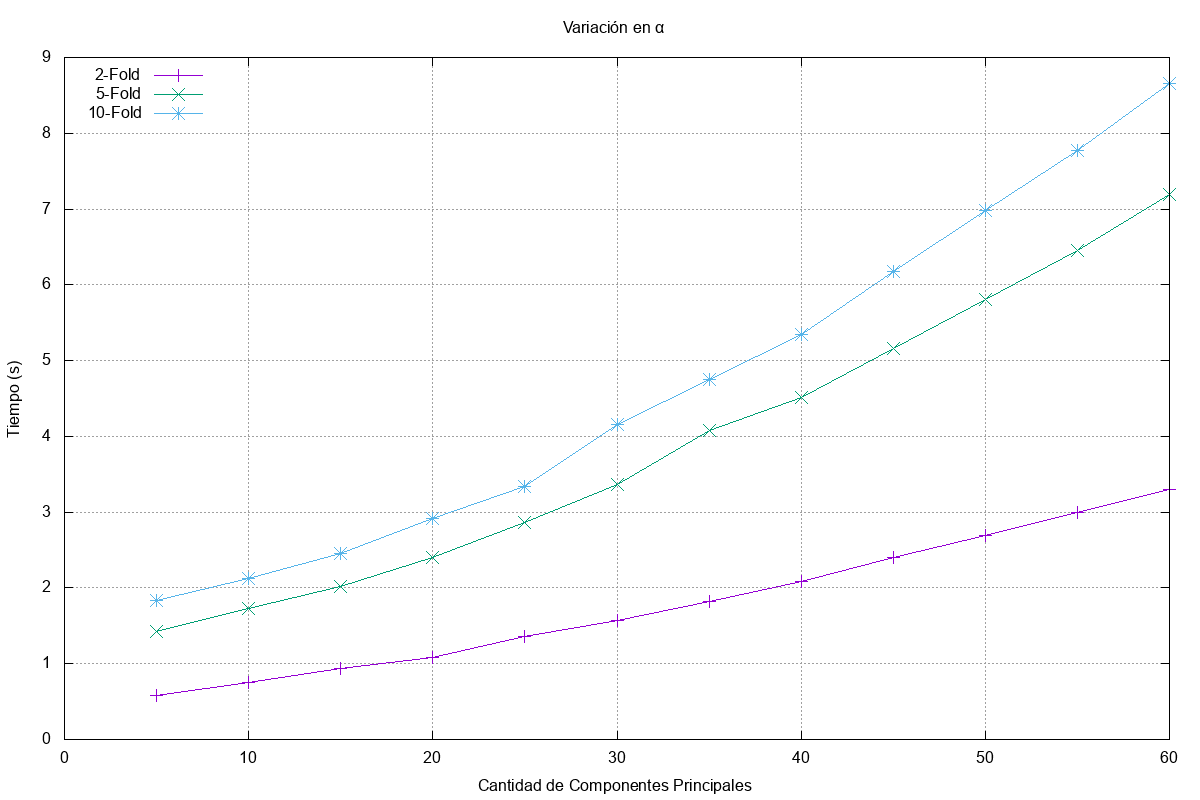 Variación en α
2-Fold
5-Fold
10-Fold
9
8
7
6
5
4
3
2
1
0
Tiempo (s)
0 10 20 30 40 50 60
Cantidad de Componentes Principales